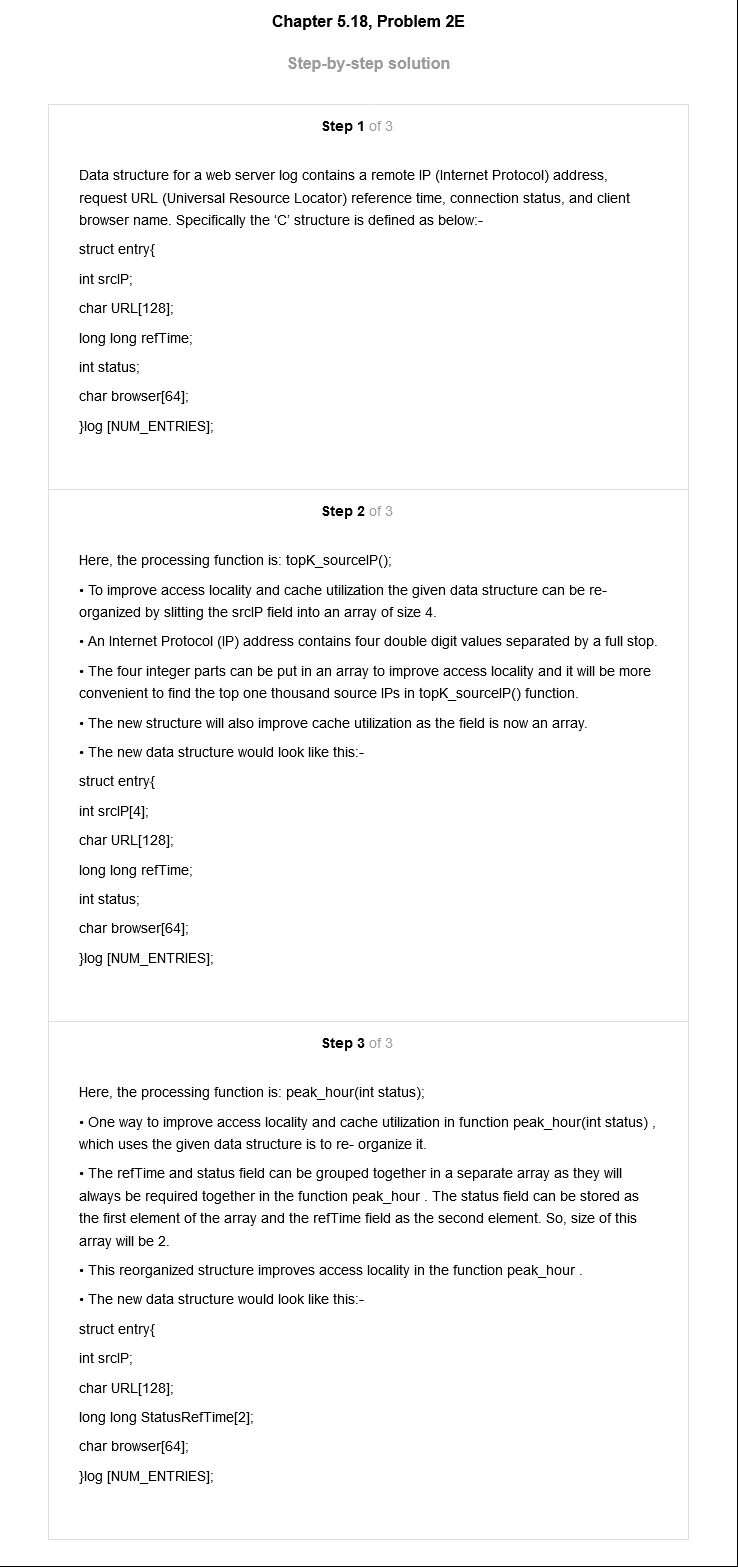 Chapter 5.18, Problem 2E
Step-by-step solution
Step 1 of 3
Data structure for a web server log contains a remote IP (Internet Protocol) address,
request URL (Universal Resource Locator) reference time, connection status, and client
browser name. Specifically the ‘C’ structure is defined as below:-
struct entry{
int srcIP;
char URL[128];
long long refTime;
int status;
char browser[64];
}log [NUM_ENTRIES];
Step 2 of 3
Here, the processing function is: topK_sourceIP();
• To improve access locality and cache utilization the given data structure can be re-
organized by slitting the srcIP field into an array of size 4.
• An Internet Protocol (IP) address contains four double digit values separated by a full stop.
• The four integer parts can be put in an array to improve access locality and it will be more
convenient to find the top one thousand source IPs in topK_sourceIP() function.
• The new structure will also improve cache utilization as the field is now an array.
• The new data structure would look like this:-
struct entry{
int srcIP[4];
char URL[128];
long long refTime;
int status;
char browser[64];
}log [NUM_ENTRIES];
Step 3 of 3
Here, the processing function is: peak_hour(int status);
• One way to improve access locality and cache utilization in function peak_hour(int status) ,
which uses the given data structure is to re- organize it.
• The refTime and status field can be grouped together in a separate array as they will
always be required together in the function peak_hour . The status field can be stored as
the first element of the array and the refTime field as the second element. So, size of this
array will be 2.
• This reorganized structure improves access locality in the function peak_hour .
• The new data structure would look like this:-
struct entry{
int srcIP;
char URL[128];
long long StatusRefTime[2];
char browser[64];
}log [NUM_ENTRIES];